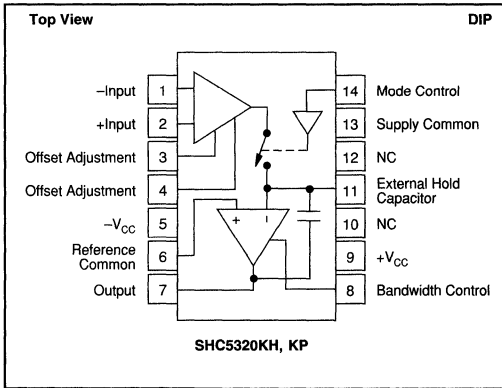 Top View DIP
–Input 1 14 Mode Control
+Input 2 13 Supply Common
Offset Adjustment 3 12 NC
Offset Adjustment 4 11 External Hold Capacitor
–VCC 5 10 NC
Reference Common 6 9 +VCC
Output 7 8 Bandwidth Control
+ –
SHC5320KH, KP